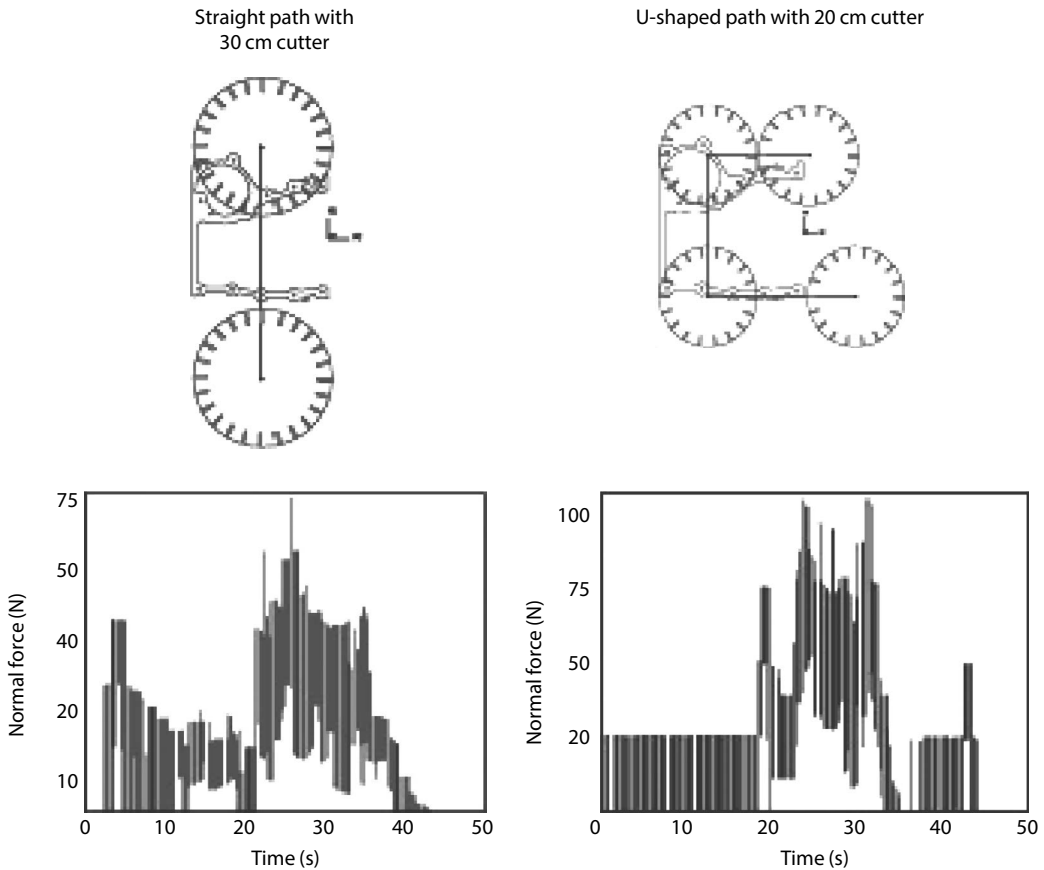 Straight path with
30 cm cutter
U-shaped path with 20 cm cutter
75
50
40
20
10
0 10 20 30 40 50
Normal force (N)
Time (s)
100
75
50
20
0 10 20 30 40 50
Normal force (N)
Time (s)